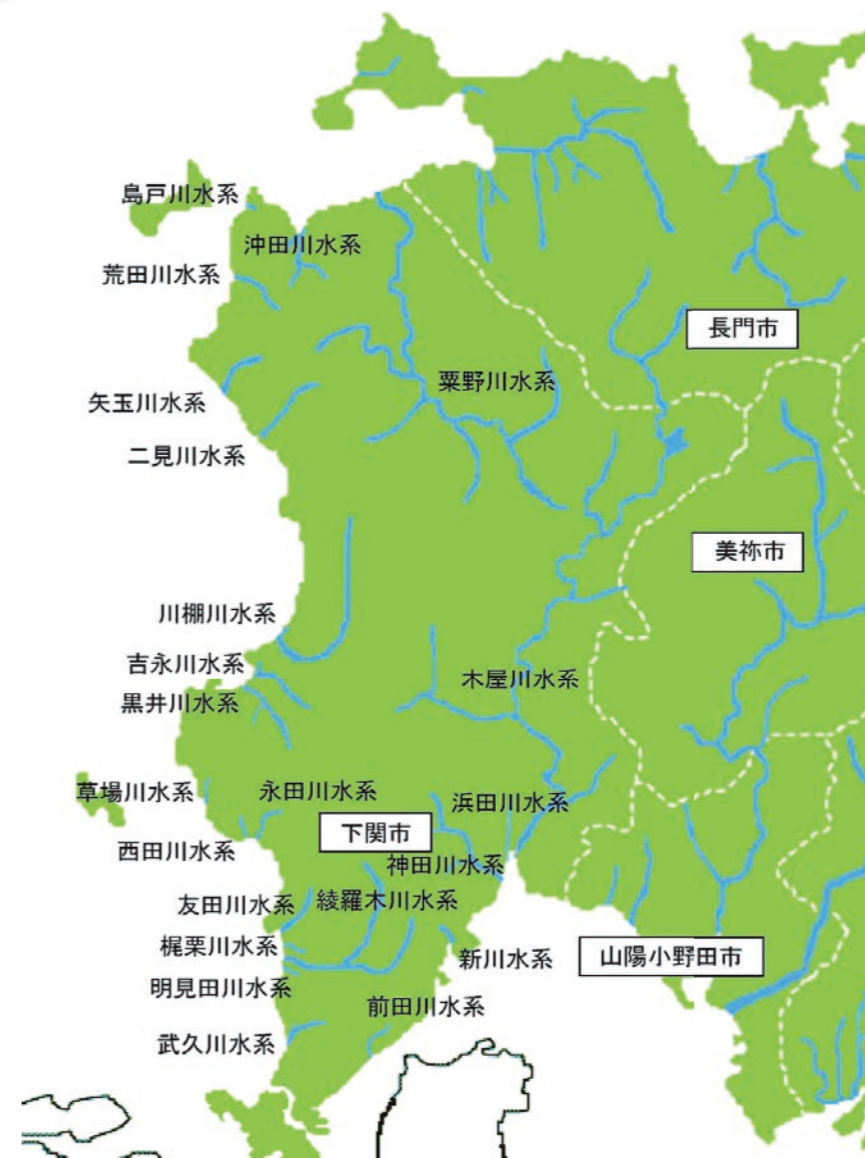 島戸川水系
沖田川水系
荒田川水系
長門市
粟野川水系
矢玉川水系
二見川水系
美祢市
川棚川水系
吉永川水系
木屋川水系
黒井川水系
草場川水系
永田川水系
浜田川水系
下関市
西田川水系
神田川水系
友田川水系
綾羅木川水系
梶栗川水系
新川水系
山陽小野田市
明見田川水系
前田川水系
武久川水系